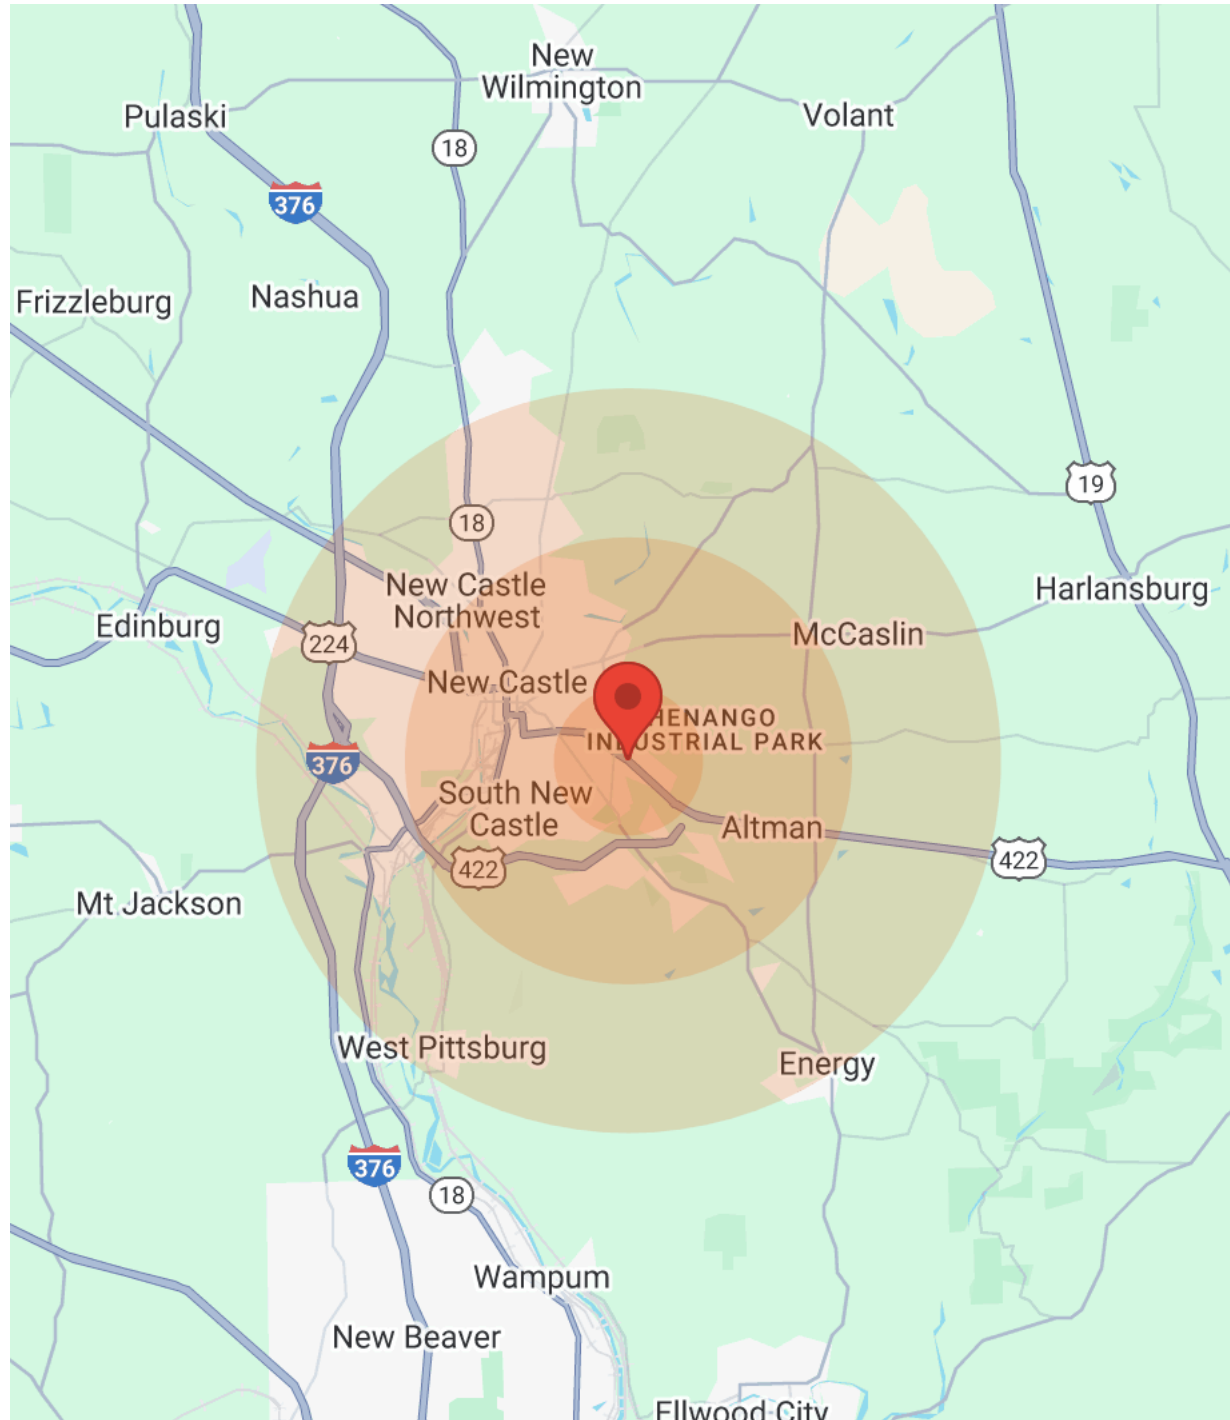 New
Wilmington
Pulaski
Volant
18
376
Nashua
Frizzleburg
19
18
New Castle
Northwest
Harlansburg
Edinburg
McCaslin
224
New Castle
HENANGO
INDUSTRIAL PARK
376
South New
Castle
Altman
422
422
Mt Jackson
West Pittsburg
Energy
376
18
Wampum
New Beaver
Ellwood City